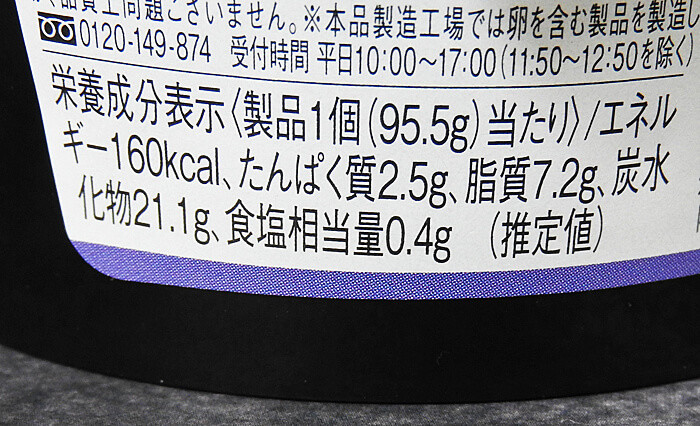 品質上問題ございません。※本品製造工場では卵を含む製品を製造し
0120-149-874 受付時間 平日10:00～17:00(11:50～12:50を除く)
栄養成分表示〈製品1個(95.5g)当たり〉/エネル
ギー160kcal、たんぱく質2.5g、脂質7.2g、炭水
化物21.1g、食塩相当量0.4g (推定値)